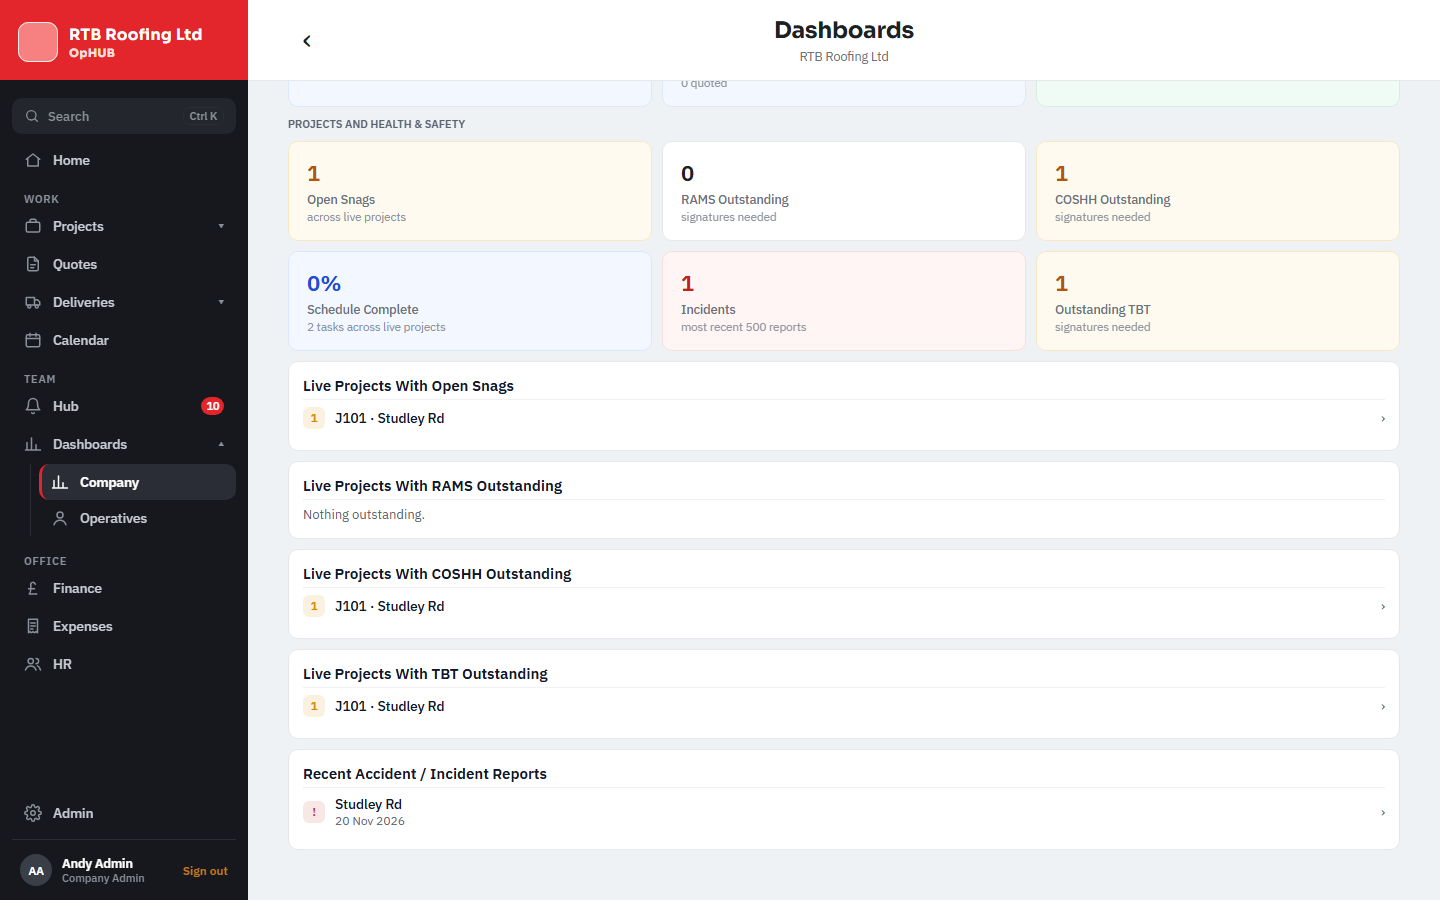 RTB Roofing Ltd
OpHUB
Search
Ctrl K
Home
WORK
Projects
Quotes
Deliveries
Calendar
TEAM
Hub
10
Dashboards
Company
Operatives
OFFICE
Finance
Expenses
HR
Admin
AA
Andy Admin
Company Admin
Sign out
Dashboards
RTB Roofing Ltd
0 quoted
PROJECTS AND HEALTH & SAFETY
1
Open Snags
across live projects
0
RAMS Outstanding
signatures needed
1
COSHH Outstanding
signatures needed
0%
Schedule Complete
2 tasks across live projects
1
Incidents
most recent 500 reports
1
Outstanding TBT
signatures needed
Live Projects With Open Snags
1 J101 · Studley Rd
Live Projects With RAMS Outstanding
Nothing outstanding.
Live Projects With COSHH Outstanding
1 J101 · Studley Rd
Live Projects With TBT Outstanding
1 J101 · Studley Rd
Recent Accident / Incident Reports
! Studley Rd
20 Nov 2026